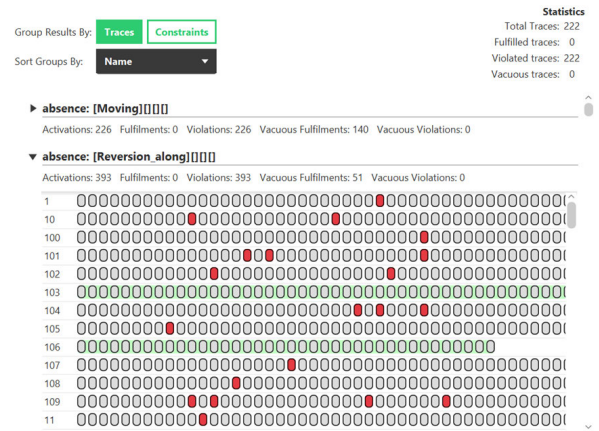 Statistics
Group Results By: Traces Constraints
Total Traces: 222
Fulfilled traces: 0
Sort Groups By: Name
Violated traces: 222
Vacuous traces: 0
absence: [Moving][][][]
Activations: 226 Fulfilments: 0 Violations: 226 Vacuous Fulfilments: 140 Vacuous Violations: 0
absence: [Reversion_along][][][]
Activations: 393 Fulfilments: 0 Violations: 393 Vacuous Fulfilments: 51 Vacuous Violations: 0
1
10
100
101
102
103
104
105
106
107
108
109
11